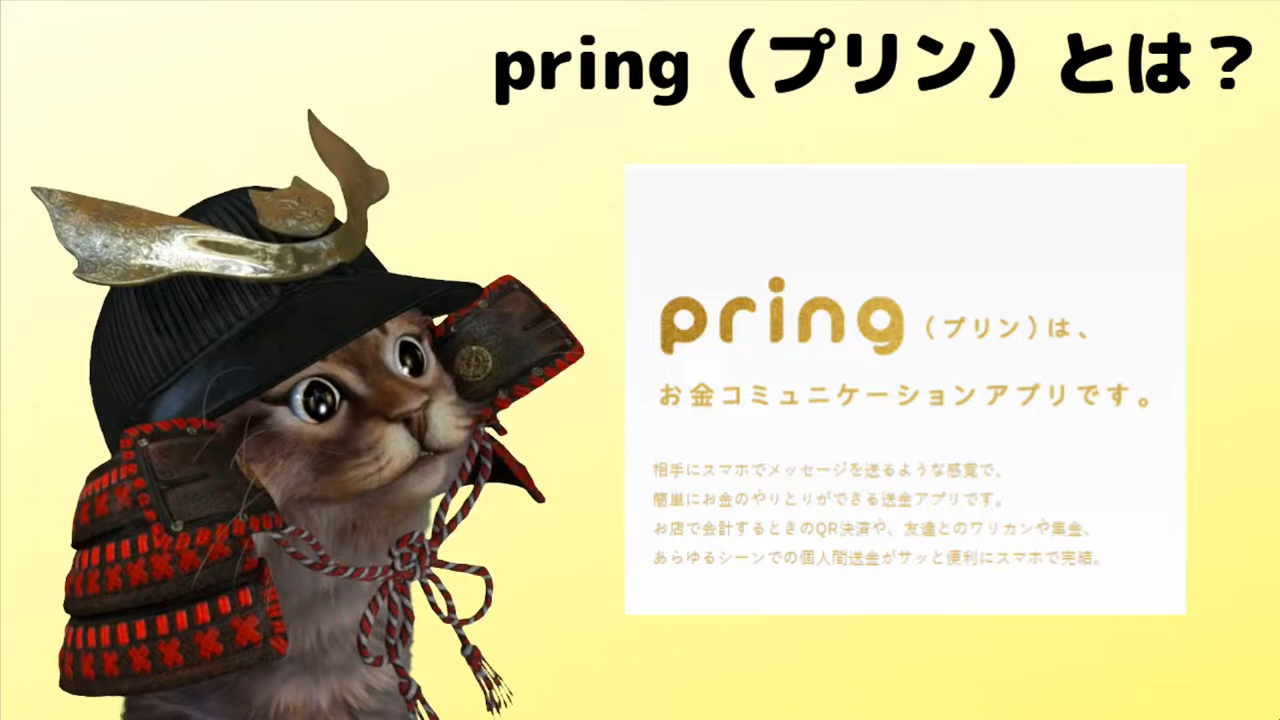 pring（プリン）とは？
pring（プリン）は、
お金コミュニケーションアプリです。
相手にスマホでメッセージを送るような感覚で、
簡単にお金のやりとりができる送金アプリです。
お店で会計するときのQR決済や、友達とのワリカンや集金、
あらゆるシーンでの個人間送金がサッと便利にスマホで完結。